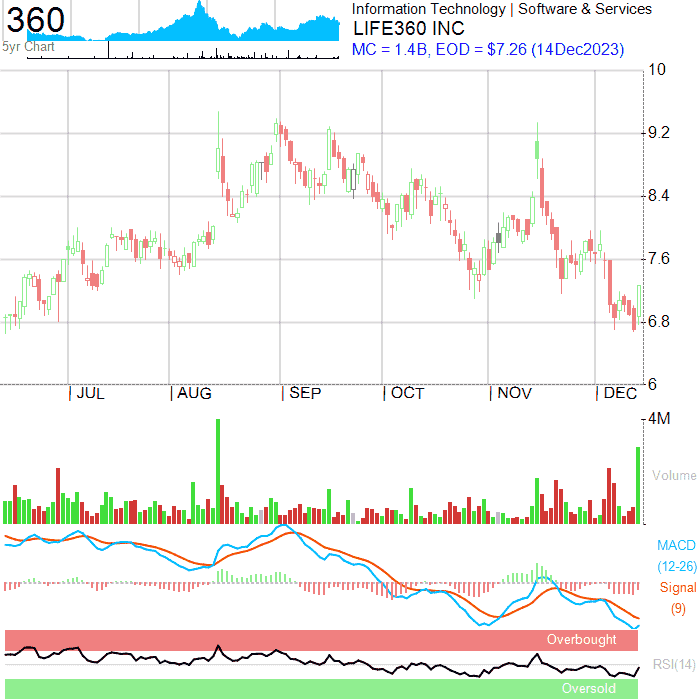 360
Information Technology | Software & Services
LIFE360 INC
5yr Chart
MC = 1.4B, EOD = $7.26 (14Dec2023)
10
9.2
8.4
7.6
6.8
6
JUL
AUG
SEP
OCT
NOV
DEC
4M
Volume
MACD
(12-26)
Signal
(9)
Overbought
RSI(14)
Oversold